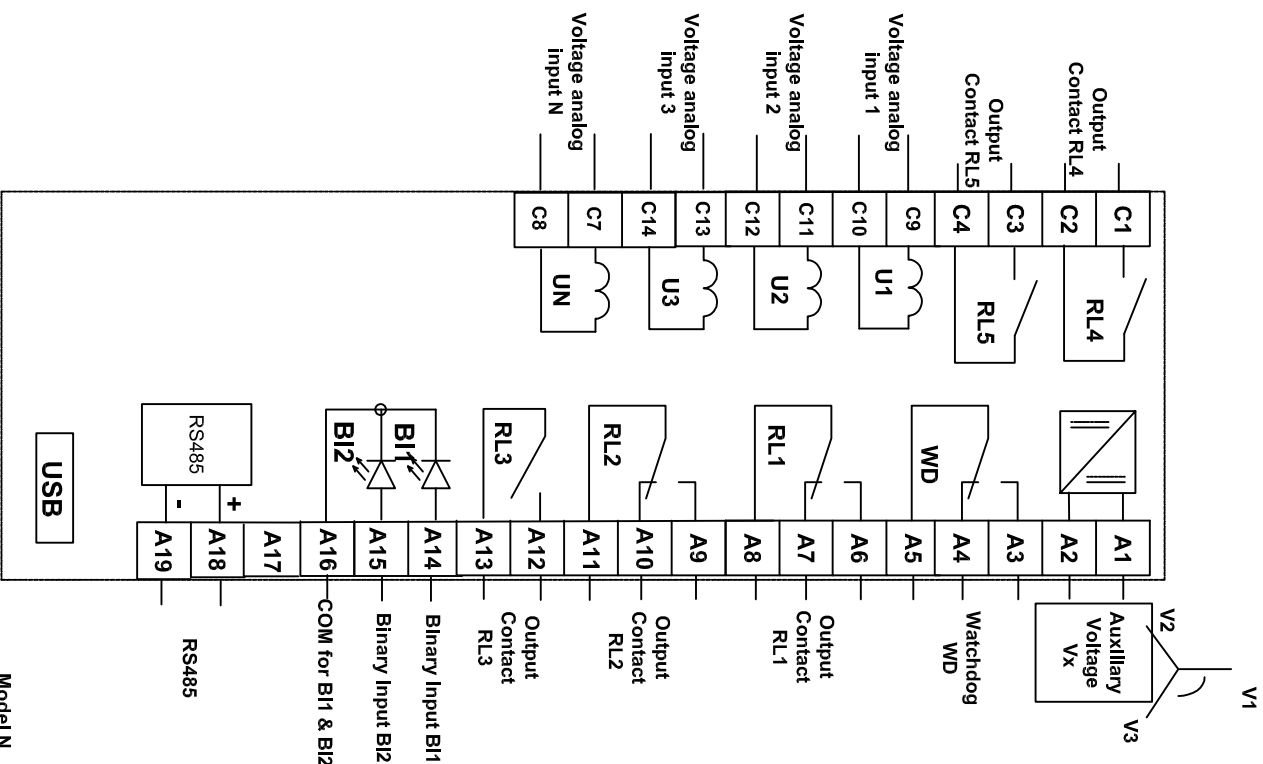 V1
V2
V3
Output
Contact RL4
C1
C2
RL4
A1
A2
Auxiliary
Voltage
Vx
Output
Contact RL5
C3
C4
RL5
WD
A3
A4
A5
Watchdog
WD
Voltage analog
input 1
C9
C10
U1
RL1
A6
A7
A8
Output
Contact
RL1
Voltage analog
input 2
C11
C12
U2
RL2
A9
A10
A11
Output
Contact
RL2
Voltage analog
input 3
C13
C14
U3
RL3
A12
A13
Output
Contact
RL3
Voltage analog
input N
C7
C8
UN
BI1
BI2
A14
A15
A16
A17
Binary Input BI1
Binary Input BI2
COM for BI1 & BI2
RS485
+
-
A18
A19
RS485
USB
Model N